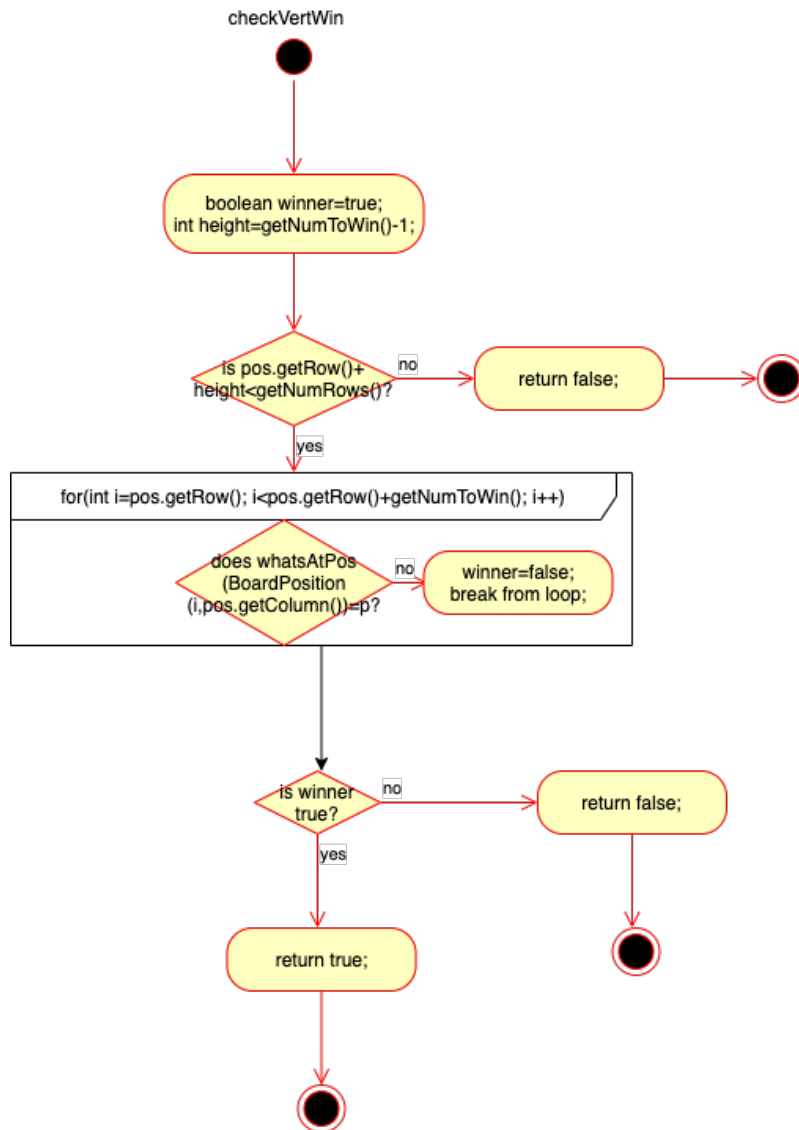 checkVertWin
boolean winner=true;
int height=getNumToWin()-1;
is pos.getRow()+
height<getNumRows()?
no
return false;
yes
for(int i=pos.getRow(); i<pos.getRow()+getNumToWin(); i++)
does whatsAtPos
(BoardPosition
(i,pos.getColumn())=p?
no
winner=false;
break from loop;
is winner
true?
no
return false;
yes
return true;